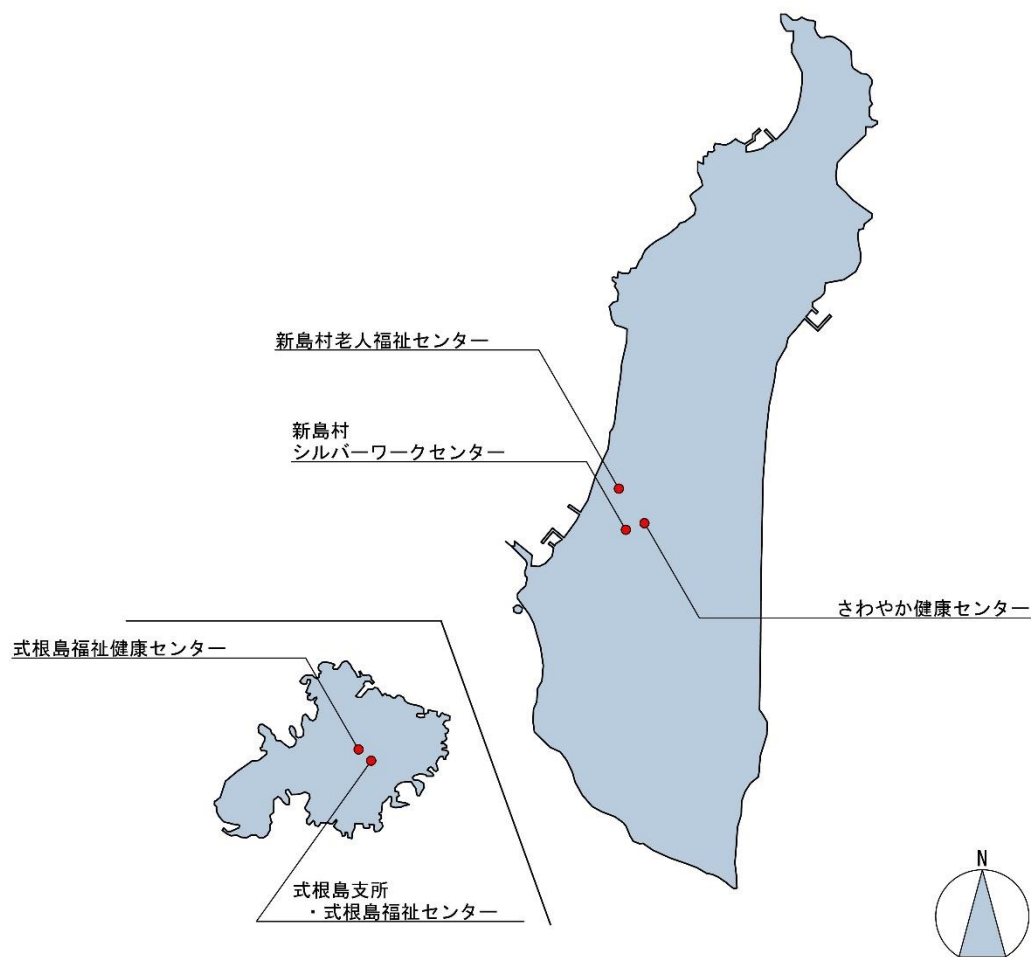 新島村老人福祉センター
新島村
シルバーワークセンター
さわやか健康センター
式根島福祉健康センター
式根島支所
・式根島福祉センター
N